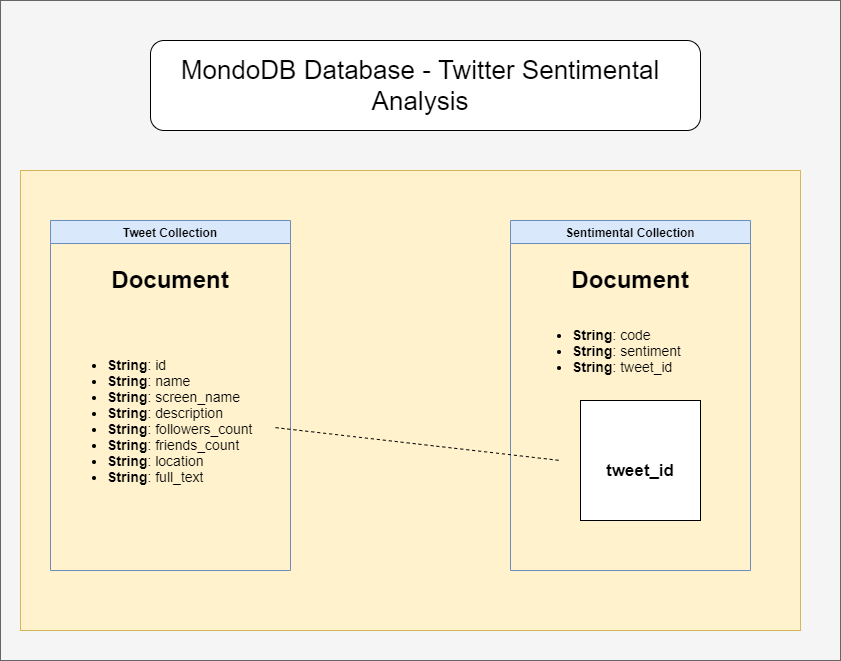 MondoDB Database - Twitter Sentimental
Analysis
Tweet Collection
Document
String: id
String: name
String: screen_name
String: description
String: followers_count
String: friends_count
String: location
String: full_text
Sentimental Collection
Document
String: code
String: sentiment
String: tweet_id
tweet_id